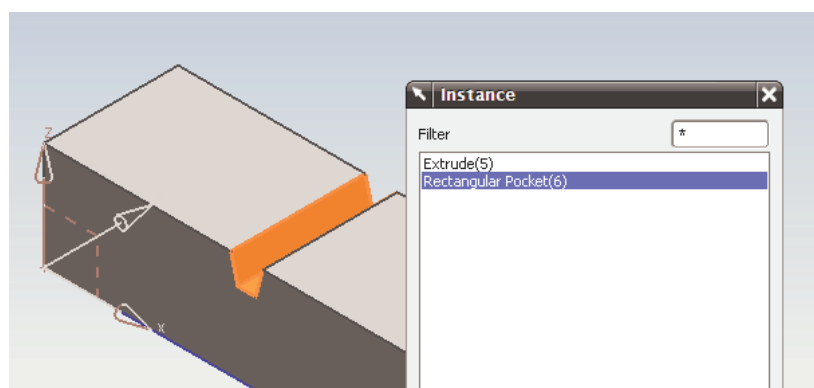 Instance
Filter
*
Extrude(5)
Rectangular Pocket(6)
Z
X